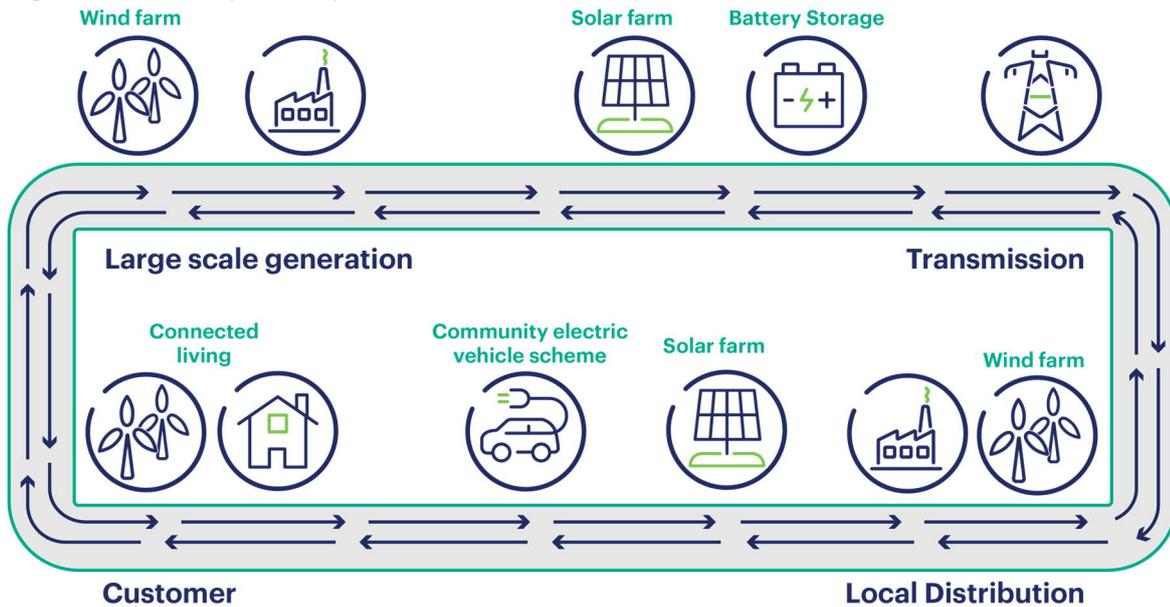 Wind farm
Solar farm
Battery Storage
Large scale generation
Transmission
Connected
living
Community electric
vehicle scheme
Solar farm
Wind farm
Customer
Local Distribution